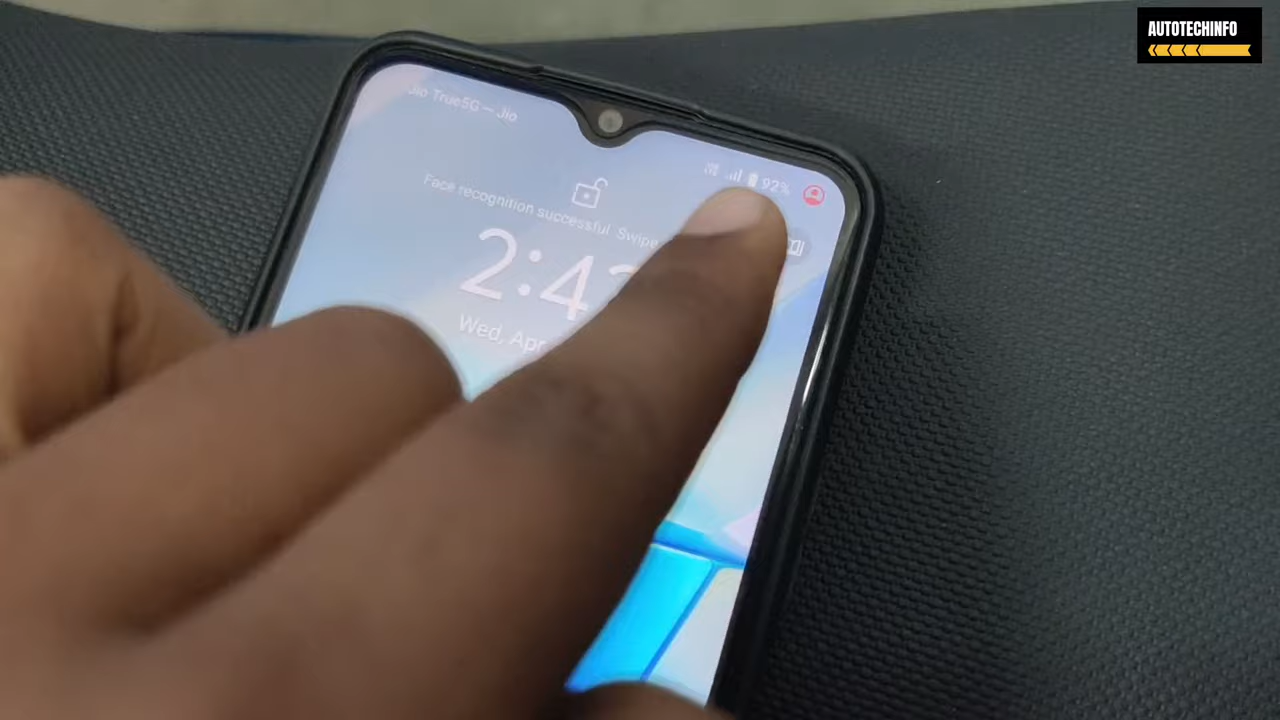 AUTOTECHINFO
Jio True5G — Jio
92%
Face recognition successful Swipe
2:4
Wed, Apr